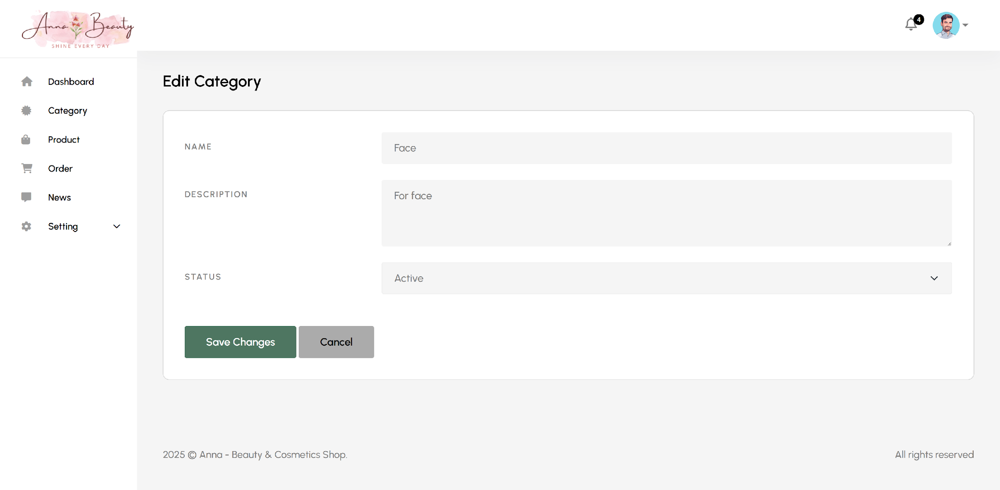 Anna Beauty
SHINE EVERY DAY
4
Dashboard
Category
Product
Order
News
Setting
Edit Category
NAME
Face
DESCRIPTION
For face
STATUS
Active
Save Changes
Cancel
2025 © Anna - Beauty & Cosmetics Shop.
All rights reserved